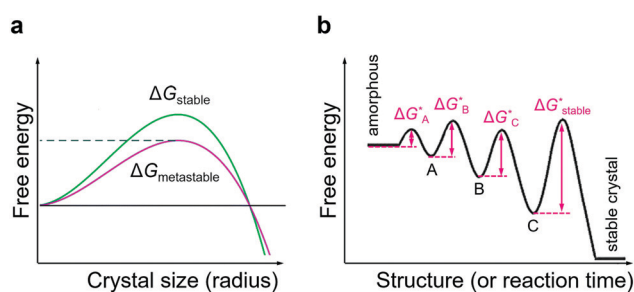 a
Free energy
ΔGstable
ΔGmetastable
Crystal size (radius)
b
Free energy
amorphous
ΔG*A
ΔG*B
ΔG*C
ΔG*stable
A
B
C
stable crystal
Structure (or reaction time)